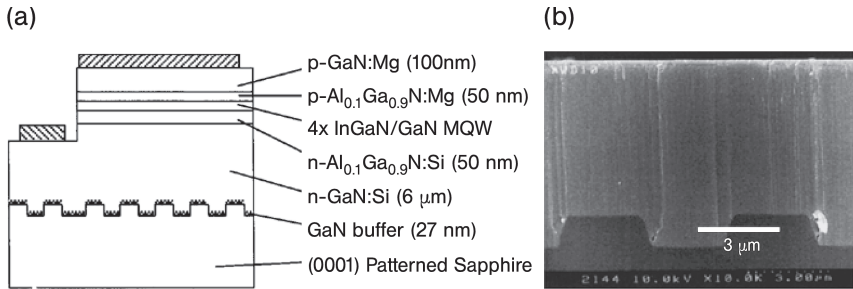 (a)
p-GaN:Mg (100nm)
p-Al0.1Ga0.9N:Mg (50 nm)
4x InGaN/GaN MQW
n-Al0.1Ga0.9N:Si (50 nm)
n-GaN:Si (6 μm)
GaN buffer (27 nm)
(0001) Patterned Sapphire
(b)
3 μm
2144 10.0kV X10.0K 3.00μm